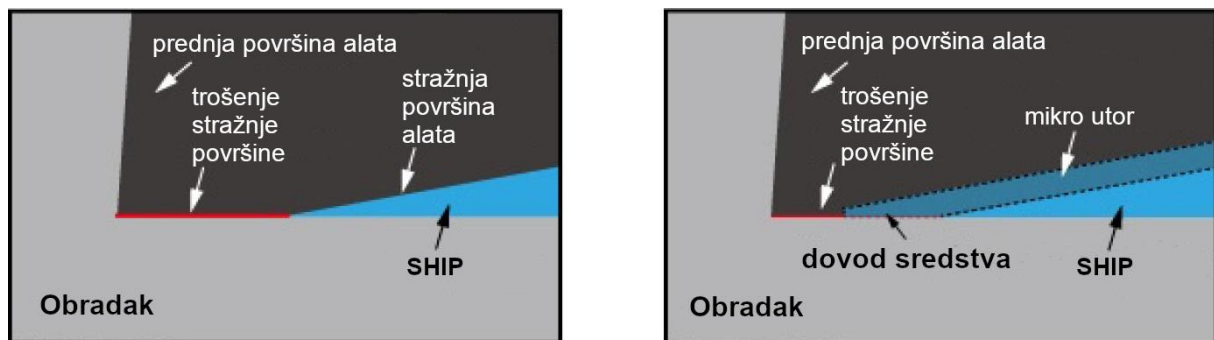 prednja površina alata
trošenje
stražnje
površine
stražnja
površina
alata
SHIP
Obradak
prednja površina alata
trošenje
stražnje
površine
mikro utor
dovod sredstva
SHIP
Obradak